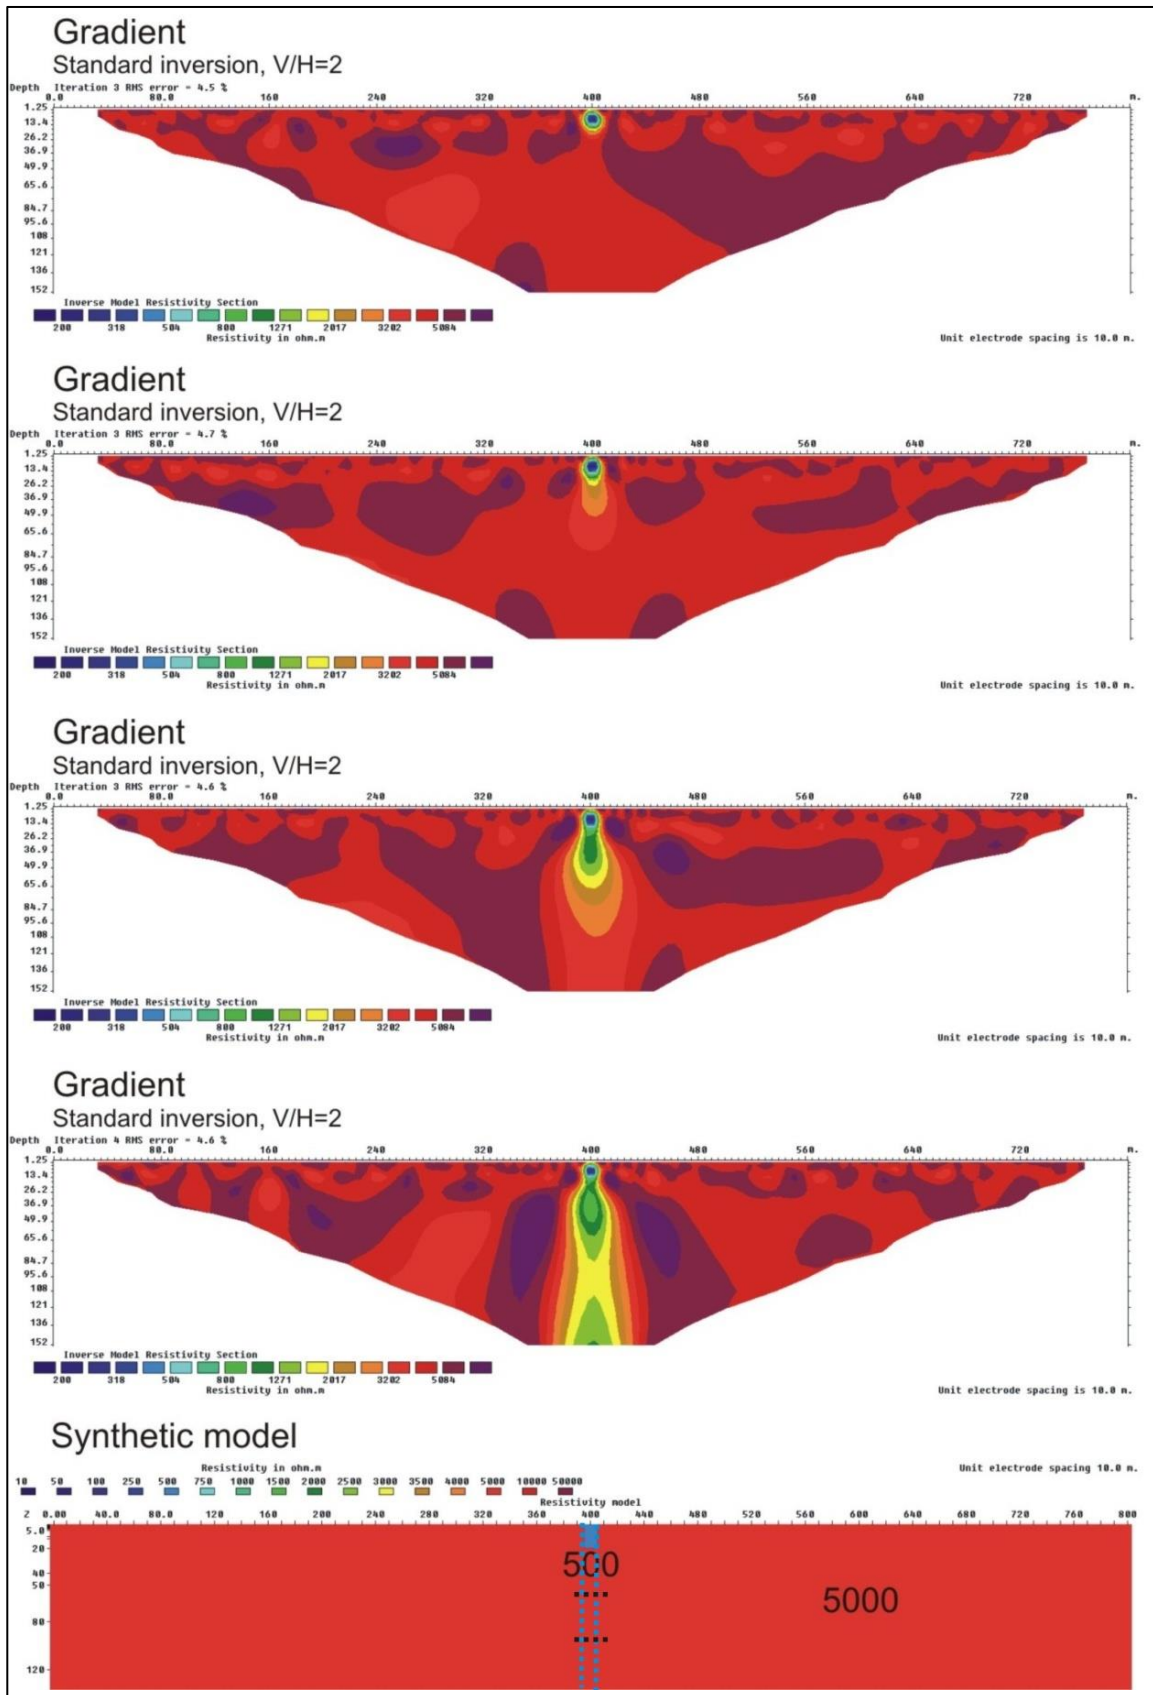 Gradient
Standard inversion, V/H=2
Depth Iteration 3 RMS error = 4.5 %
0.0 80.0 160 240 320 400 480 560 640 720 m.
1.25
13.4
26.2
36.9
49.9
65.6
84.7
95.6
108
121
136
152
Inverse Model Resistivity Section
200 318 504 800 1271 2017 3202 5084
Resistivity in ohm.m Unit electrode spacing is 10.0 m.
Gradient
Standard inversion, V/H=2
Depth Iteration 3 RMS error = 4.7 %
0.0 80.0 160 240 320 400 480 560 640 720 m.
1.25
13.4
26.2
36.9
49.9
65.6
84.7
95.6
108
121
136
152
Inverse Model Resistivity Section
200 318 504 800 1271 2017 3202 5084
Resistivity in ohm.m Unit electrode spacing is 10.0 m.
Gradient
Standard inversion, V/H=2
Depth Iteration 3 RMS error = 4.6 %
0.0 80.0 160 240 320 400 480 560 640 720 m.
1.25
13.4
26.2
36.9
49.9
65.6
84.7
95.6
108
121
136
152
Inverse Model Resistivity Section
200 318 504 800 1271 2017 3202 5084
Resistivity in ohm.m Unit electrode spacing is 10.0 m.
Gradient
Standard inversion, V/H=2
Depth Iteration 4 RMS error = 4.6 %
0.0 80.0 160 240 320 400 480 560 640 720 m.
1.25
13.4
26.2
36.9
49.9
65.6
84.7
95.6
108
121
136
152
Inverse Model Resistivity Section
200 318 504 800 1271 2017 3202 5084
Resistivity in ohm.m Unit electrode spacing is 10.0 m.
Synthetic model
Resistivity in ohm.m Unit electrode spacing 10.0 m.
10 50 100 250 500 750 1000 1500 2000 2500 3000 3500 4000 5000 10000 50000
Resistivity model
Z 0.00 40.0 80.0 120 160 200 240 280 320 360 400 440 480 520 560 600 640 680 720 760 800
5.0
20
40
50
80
120
500
5000